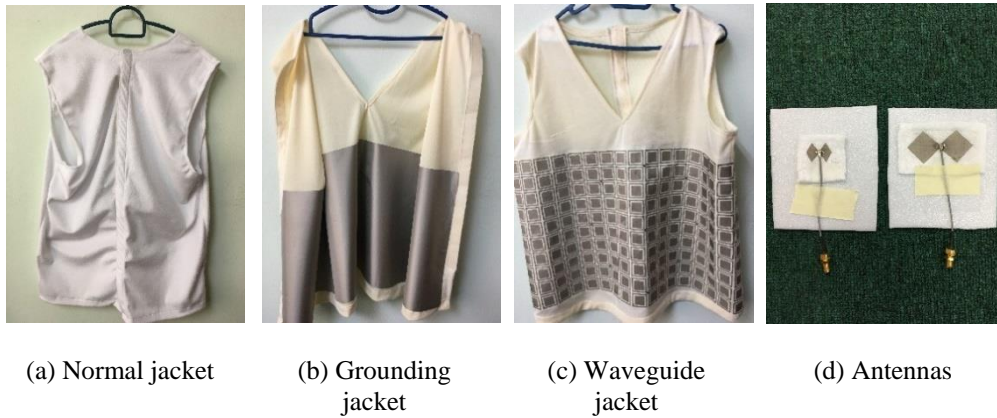 (a) Normal jacket
(b) Grounding
jacket
(c) Waveguide
jacket
(d) Antennas